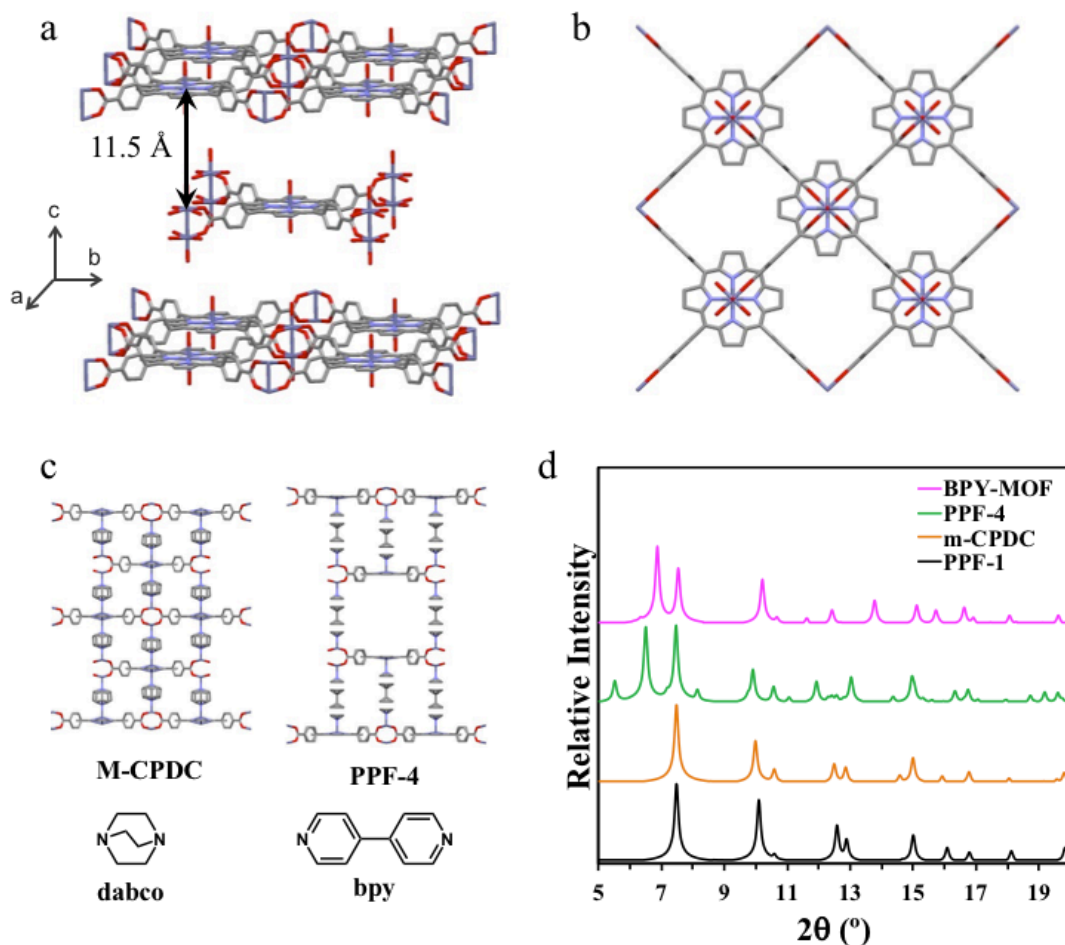 a
11.5 Å
c
b
a
b
c
M-CPDC
PPF-4
N
N
N
N
dabco
bpy
d
BPY-MOF
PPF-4
m-CPDC
PPF-1
Relative Intensity
5 7 9 11 13 15 17 19
2θ (º)